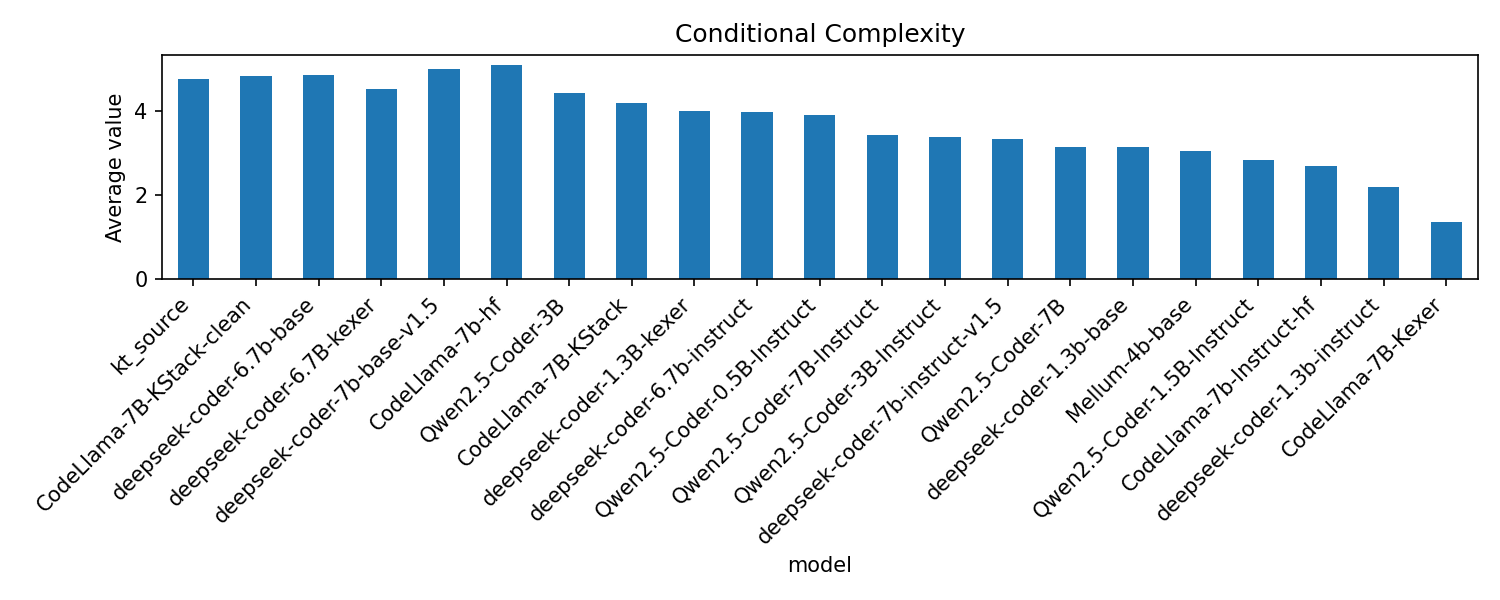 Conditional Complexity
Average value
4
2
0
kt_source
CodeLlama-7B-KStack-clean
deepseek-coder-6.7b-base
deepseek-coder-6.7B-kexer
deepseek-coder-7b-base-v1.5
CodeLlama-7b-hf
Qwen2.5-Coder-3B
CodeLlama-7B-KStack
deepseek-coder-1.3B-kexer
deepseek-coder-6.7b-instruct
Qwen2.5-Coder-0.5B-Instruct
Qwen2.5-Coder-7B-Instruct
Qwen2.5-Coder-3B-Instruct
deepseek-coder-7b-instruct-v1.5
Qwen2.5-Coder-7B
deepseek-coder-1.3b-base
Mellum-4b-base
Qwen2.5-Coder-1.5B-Instruct
CodeLlama-7b-Instruct-hf
deepseek-coder-1.3b-instruct
CodeLlama-7B-Kexer
model